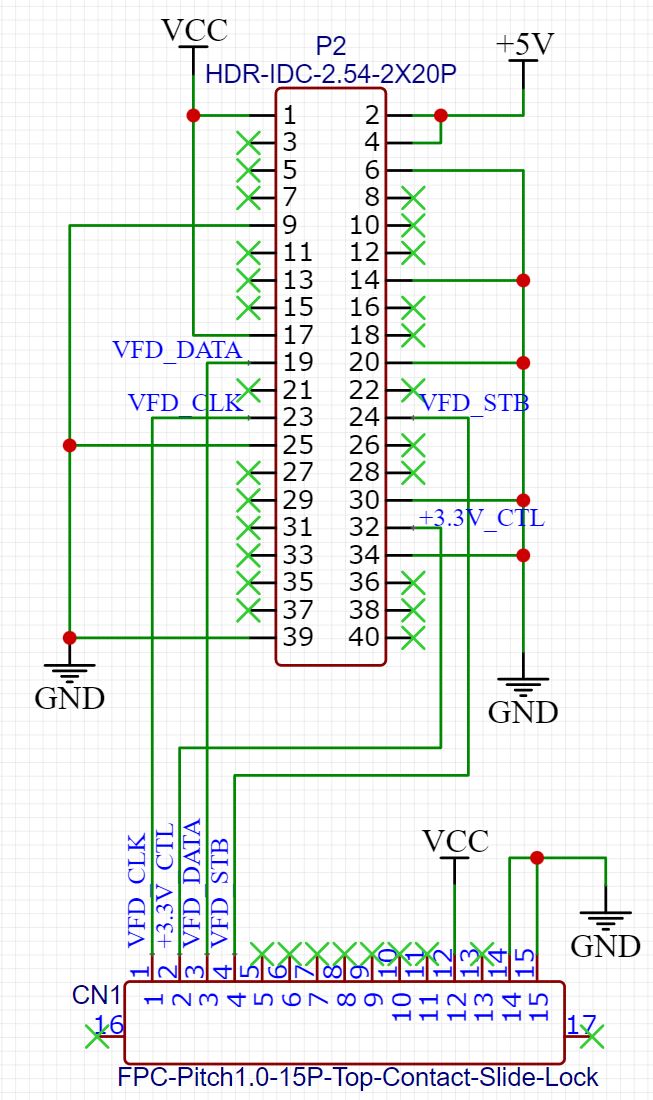 VCC
P2
+5V
HDR-IDC-2.54-2X20P
1 2
3 4
5 6
7 8
9 10
11 12
13 14
15 16
17 18
VFD_DATA
19 20
21 22
VFD_CLK
VFD_STB
23 24
25 26
27 28
29 30
+3.3V_CTL
31 32
33 34
35 36
37 38
39 40
GND
GND
VFD_CLK
+3.3V_CTL
VFD_DATA
VFD_STB
VCC
GND
1 2 3 4 5 6 7 8 9 10 11 12 13 14 15
CN1
1 2 3 4 5 6 7 8 9 10 11 12 13 14 15
16 17
FPC-Pitch1.0-15P-Top-Contact-Slide-Lock